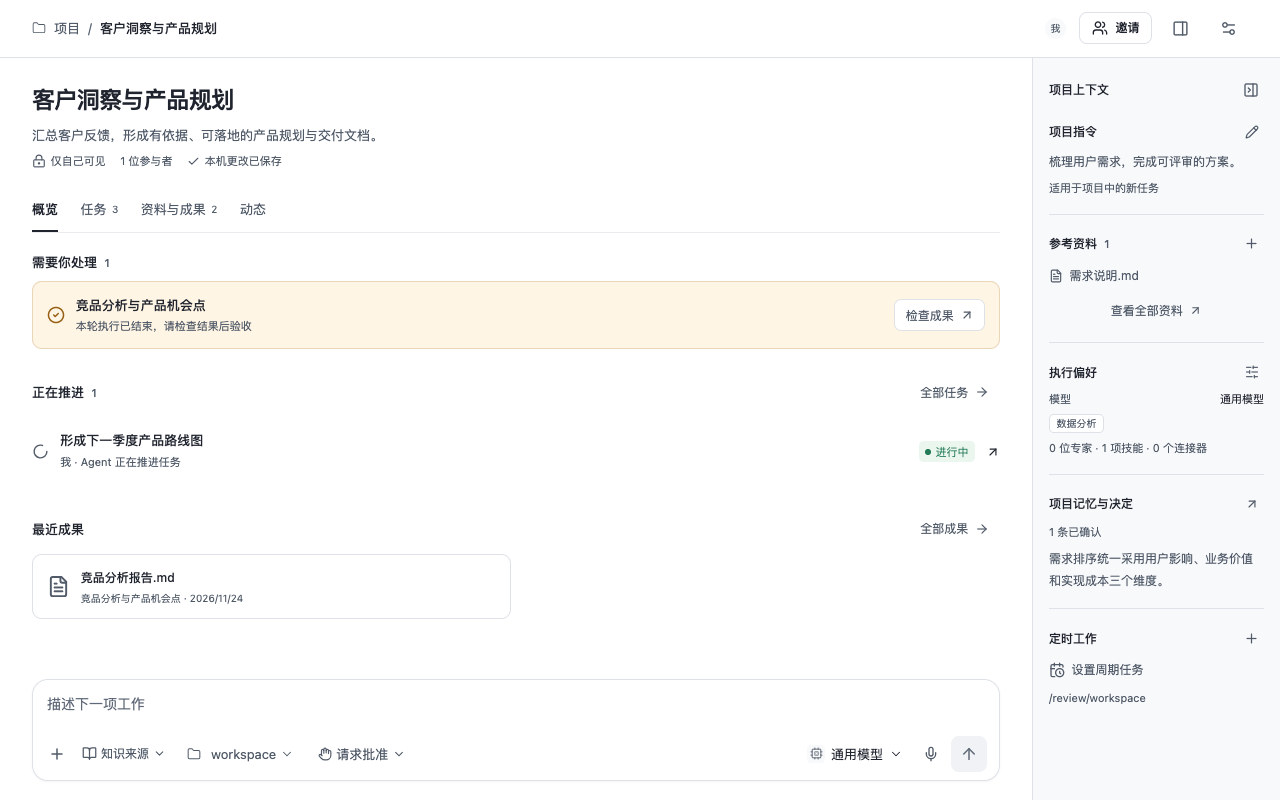 项目 / 客户洞察与产品规划
我
邀请
客户洞察与产品规划
汇总客户反馈，形成有依据、可落地的产品规划与交付文档。
仅自己可见 1 位参与者 本机更改已保存
概览 任务 3 资料与成果 2 动态
需要你处理 1
竞品分析与产品机会点
本轮执行已结束，请检查结果后验收
检查成果
正在推进 1
全部任务
形成下一季度产品路线图
我 · Agent 正在推进任务
进行中
最近成果
全部成果
竞品分析报告.md
竞品分析与产品机会点 · 2026/11/24
描述下一项工作
知识来源 workspace 请求批准 通用模型
项目上下文
项目指令
梳理用户需求，完成可评审的方案。
适用于项目中的新任务
参考资料 1
需求说明.md
查看全部资料
执行偏好
模型 通用模型
数据分析
0 位专家 · 1 项技能 · 0 个连接器
项目记忆与决定
1 条已确认
需求排序统一采用用户影响、业务价值
和实现成本三个维度。
定时工作
设置周期任务
/review/workspace